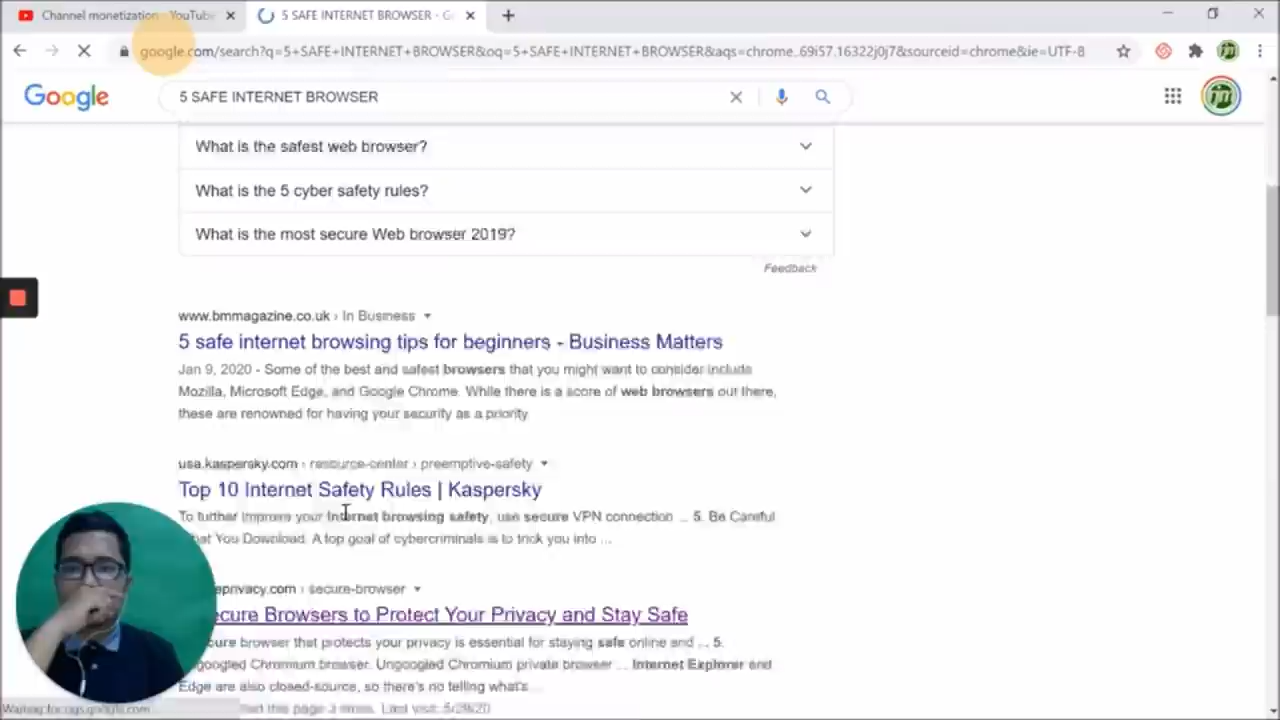 Channel monetization - YouTube
5 SAFE INTERNET BROWSER - G
google.com/search?q=5+SAFE+INTERNET+BROWSER&oq=5+SAFE+INTERNET+BROWSER&aqs=chrome..69i57.16322j0j7&sourceid=chrome&ie=UTF-8
Google
5 SAFE INTERNET BROWSER
What is the safest web browser?
What is the 5 cyber safety rules?
What is the most secure Web browser 2019?
Feedback
www.bmmagazine.co.uk › In Business
5 safe internet browsing tips for beginners - Business Matters
Jan 9, 2020 - Some of the best and safest browsers that you might want to consider include
Mozilla, Microsoft Edge, and Google Chrome. While there is a score of web browsers out there,
these are renowned for having your security as a priority.
usa.kaspersky.com › resource-center › preemptive-safety
Top 10 Internet Safety Rules | Kaspersky
To further improve your Internet browsing safety, use secure VPN connection ... 5. Be Careful
What You Download. A top goal of cybercriminals is to trick you into ...
eprivacy.com › secure-browser
ecure Browsers to Protect Your Privacy and Stay Safe
cure browser that protects your privacy is essential for staying safe online and ... 5.
googled Chromium browser. Ungoogled Chromium private browser ... Internet Explorer and
Edge are also closed-source, so there's no telling what's...
this page 3 times. Last visit: 5/2/20